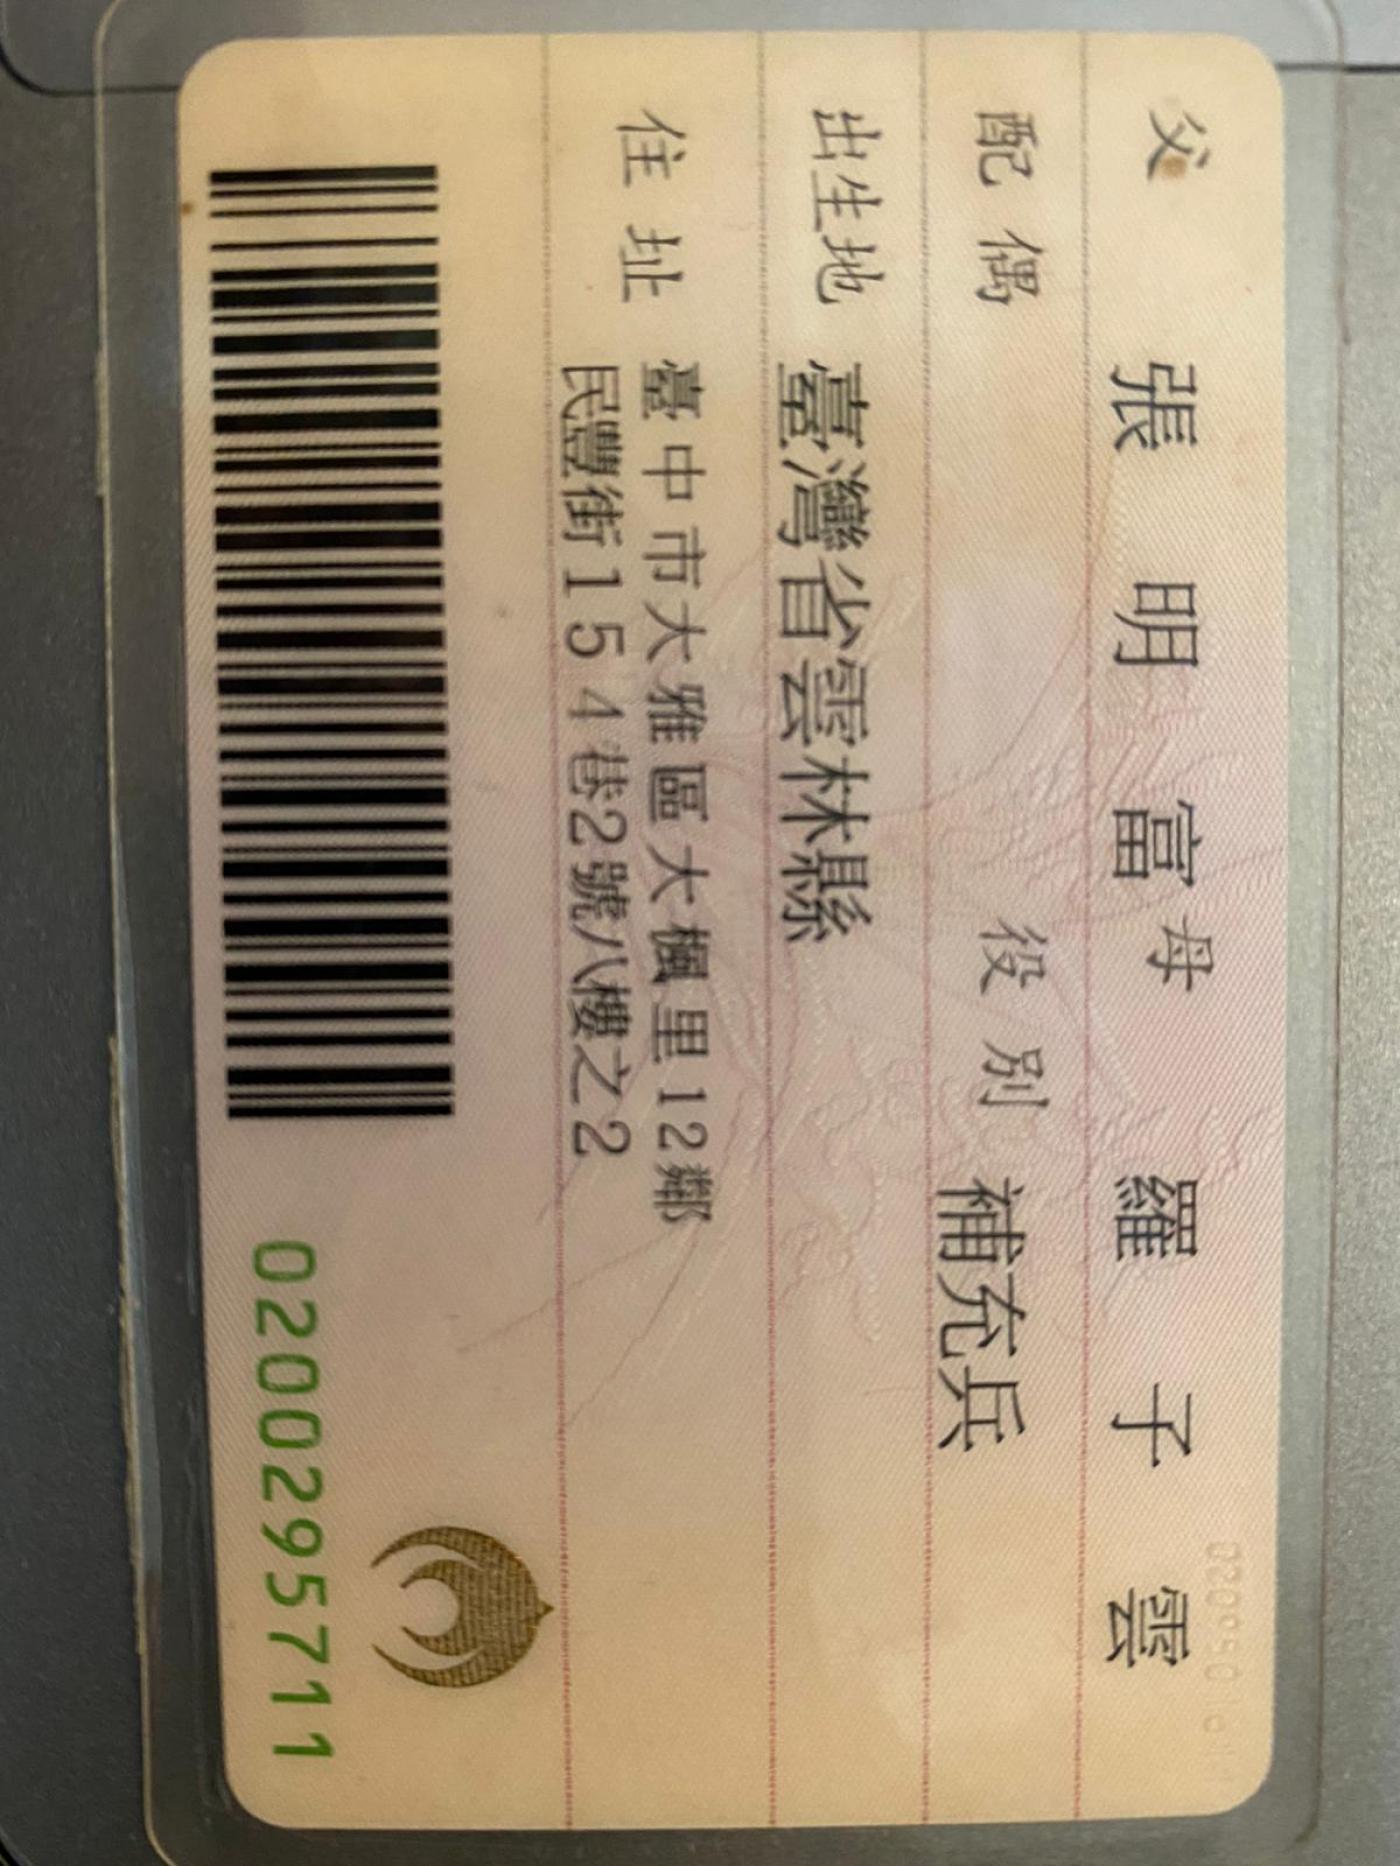 父 張明富 母 羅子雲
配偶 役別 補充兵
出生地 臺灣省雲林縣
住址 臺中市大雅區大楓里12鄰
民豐街154巷2號八樓之2
0200295711